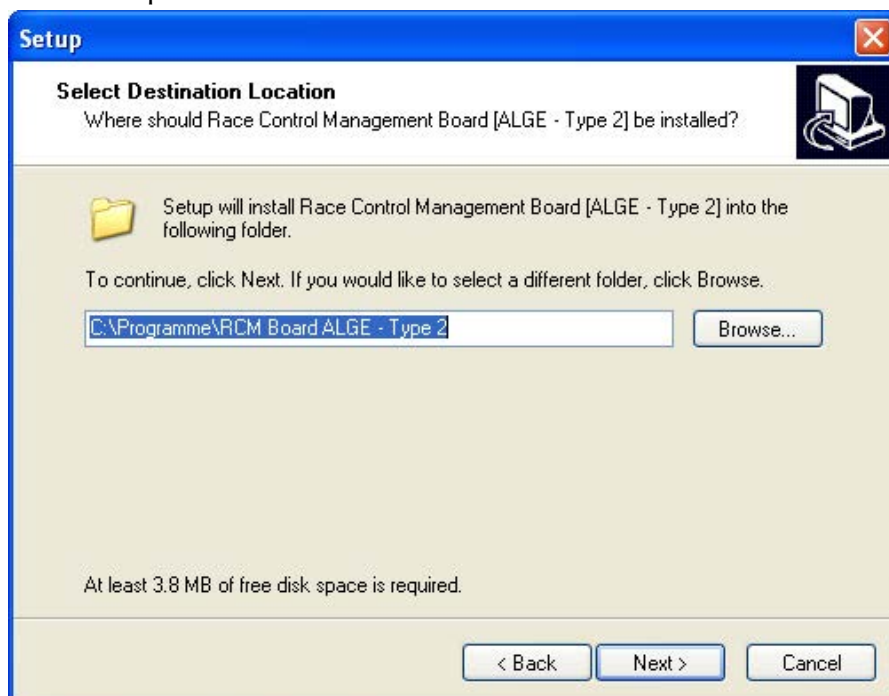 Setup
Select Destination Location
Where should Race Control Management Board [ALGE - Type 2] be installed?
Setup will install Race Control Management Board [ALGE - Type 2] into the
following folder.
To continue, click Next. If you would like to select a different folder, click Browse.
C:\Programme\RCM Board ALGE - Type 2
Browse...
At least 3.8 MB of free disk space is required.
< Back
Next >
Cancel